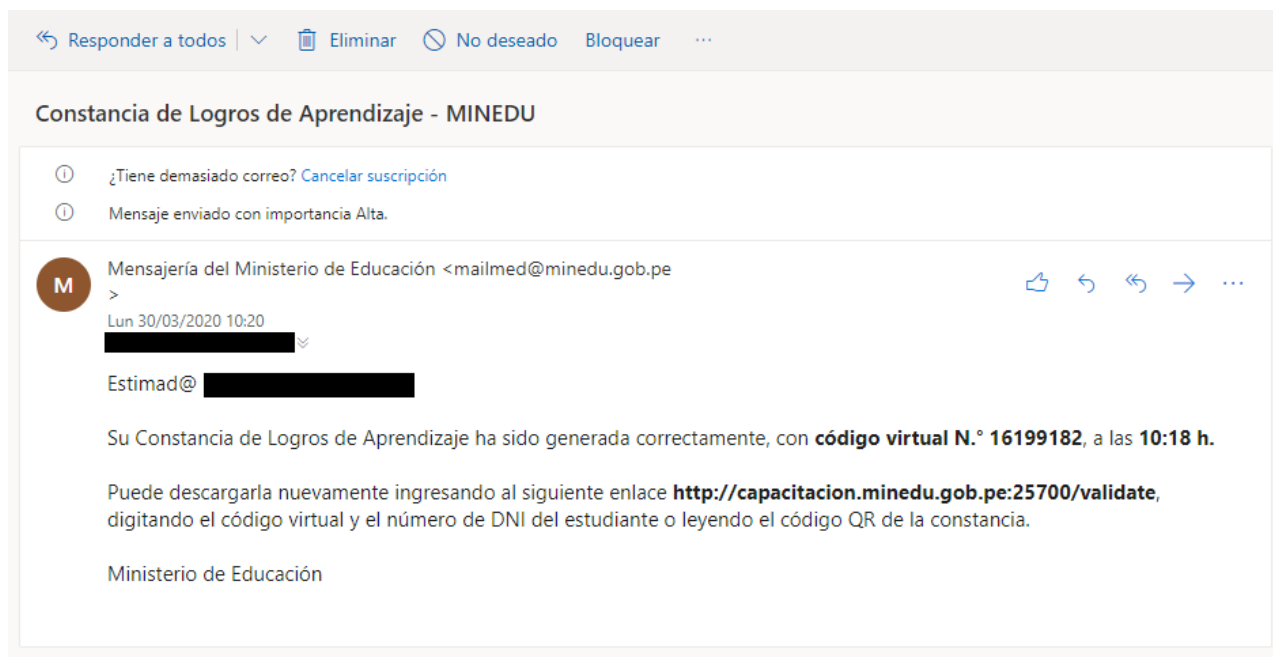 Responder a todos Eliminar No deseado Bloquear ...
Constancia de Logros de Aprendizaje - MINEDU
¿Tiene demasiado correo? Cancelar suscripción
Mensaje enviado con importancia Alta.
M
Mensajería del Ministerio de Educación <mailmed@minedu.gob.pe
>
Lun 30/03/2020 10:20
Estimad@
Su Constancia de Logros de Aprendizaje ha sido generada correctamente, con código virtual N.° 16199182, a las 10:18 h.
Puede descargarla nuevamente ingresando al siguiente enlace http://capacitacion.minedu.gob.pe:25700/validate,
digitando el código virtual y el número de DNI del estudiante o leyendo el código QR de la constancia.
Ministerio de Educación